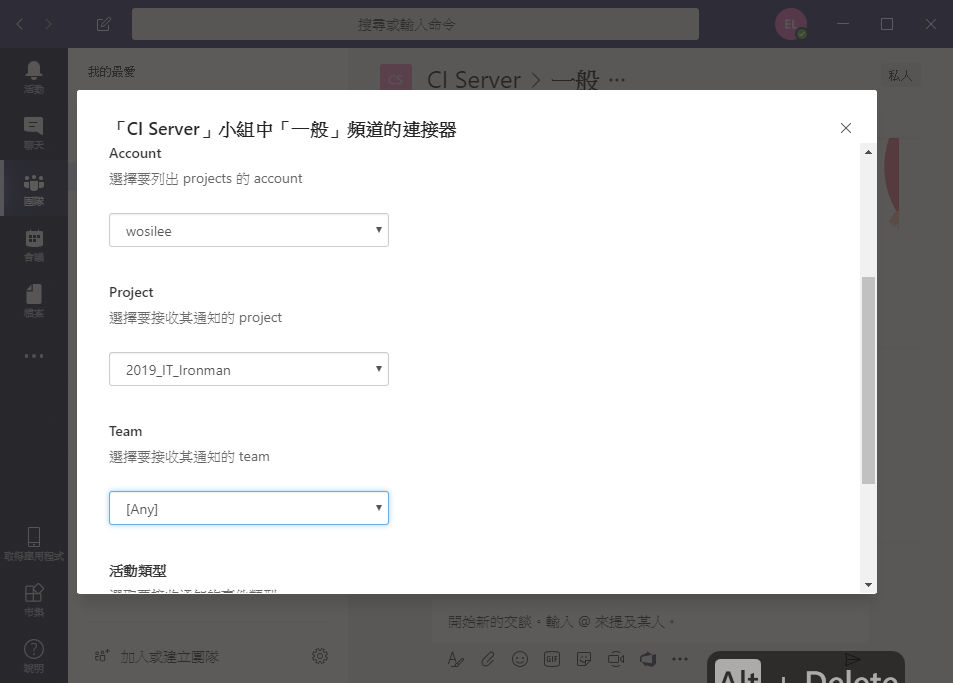 搜尋或輸入命令
EL
我的最愛
CS
CI Server > 一般 ···
私人
活動
聊天
團隊
會議
檔案
「CI Server」小組中「一般」頻道的連接器
Account
選擇要列出 projects 的 account
wosilee
Project
選擇要接收其通知的 project
2019_IT_Ironman
Team
選擇要接收其通知的 team
[Any]
活動類型
取得應用程式
市集
說明
加入或建立團隊
開始新的交談。輸入 @ 來提及某人。
GIF
Alt + Delete